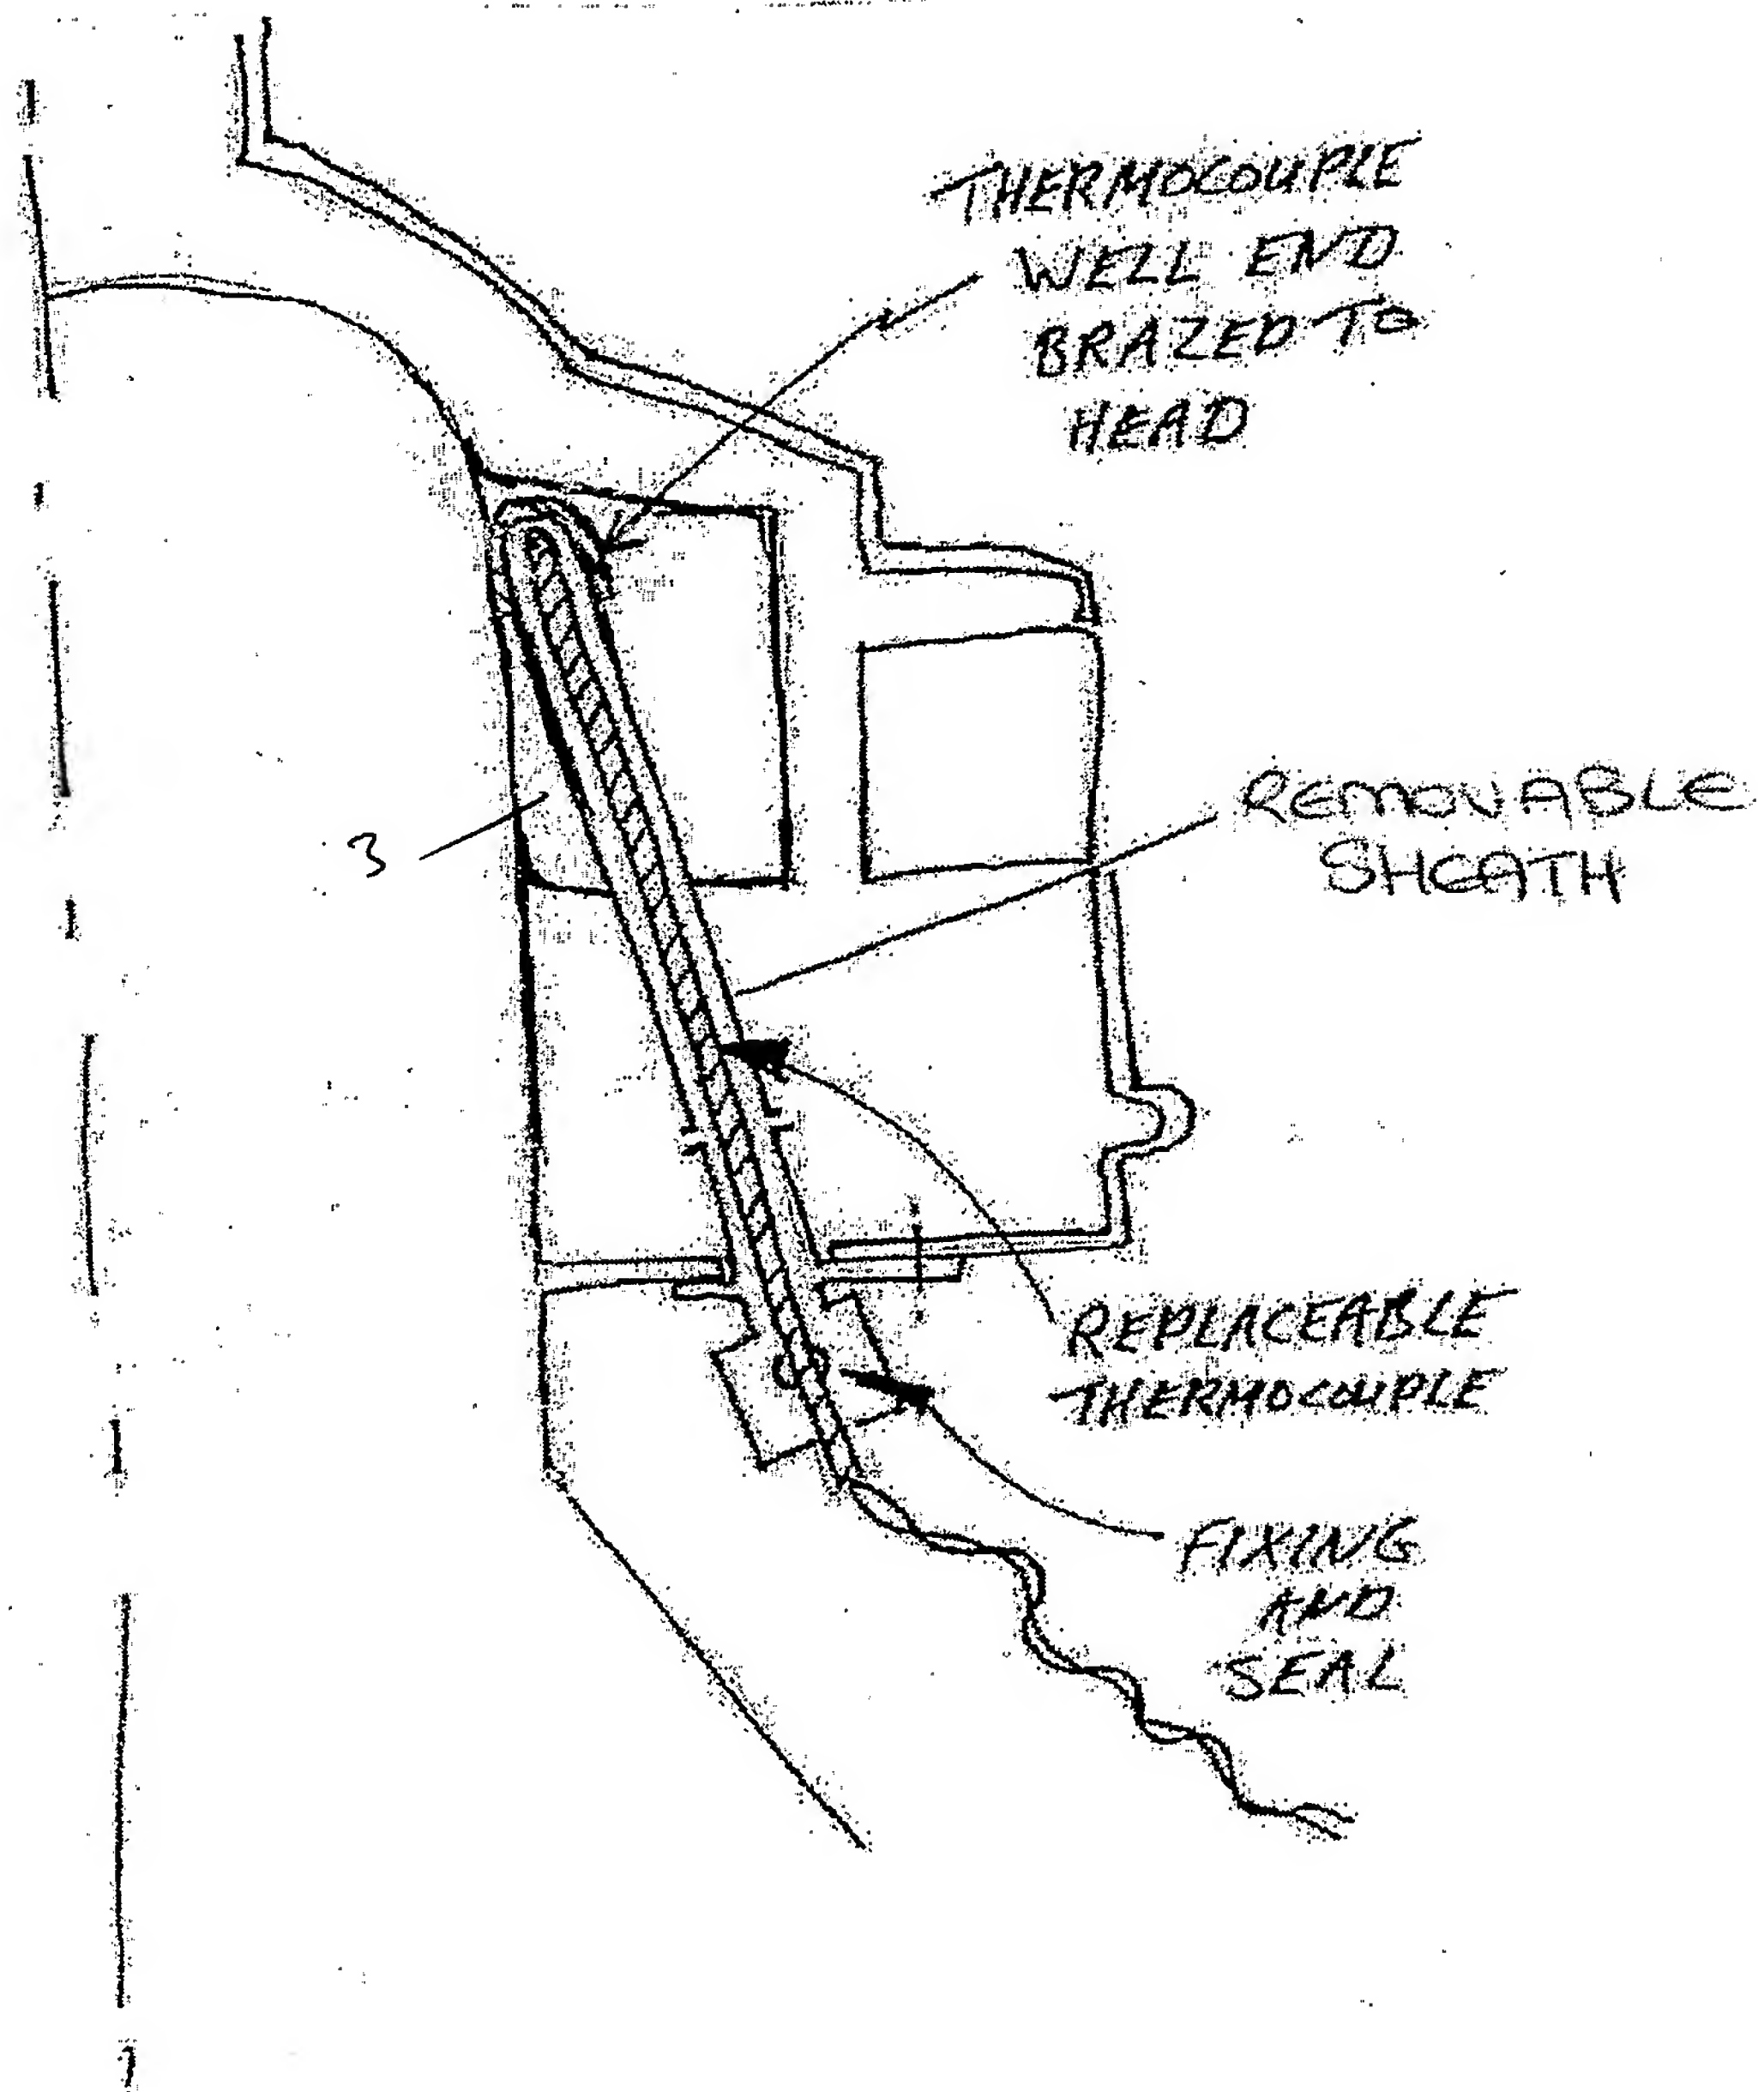 THERMOCOUPLE
WELL END
BRAZED TO
HEAD
3
REMOVABLE
SHEATH
REPLACEABLE
THERMOCOUPLE
FIXING
AND
SEAL